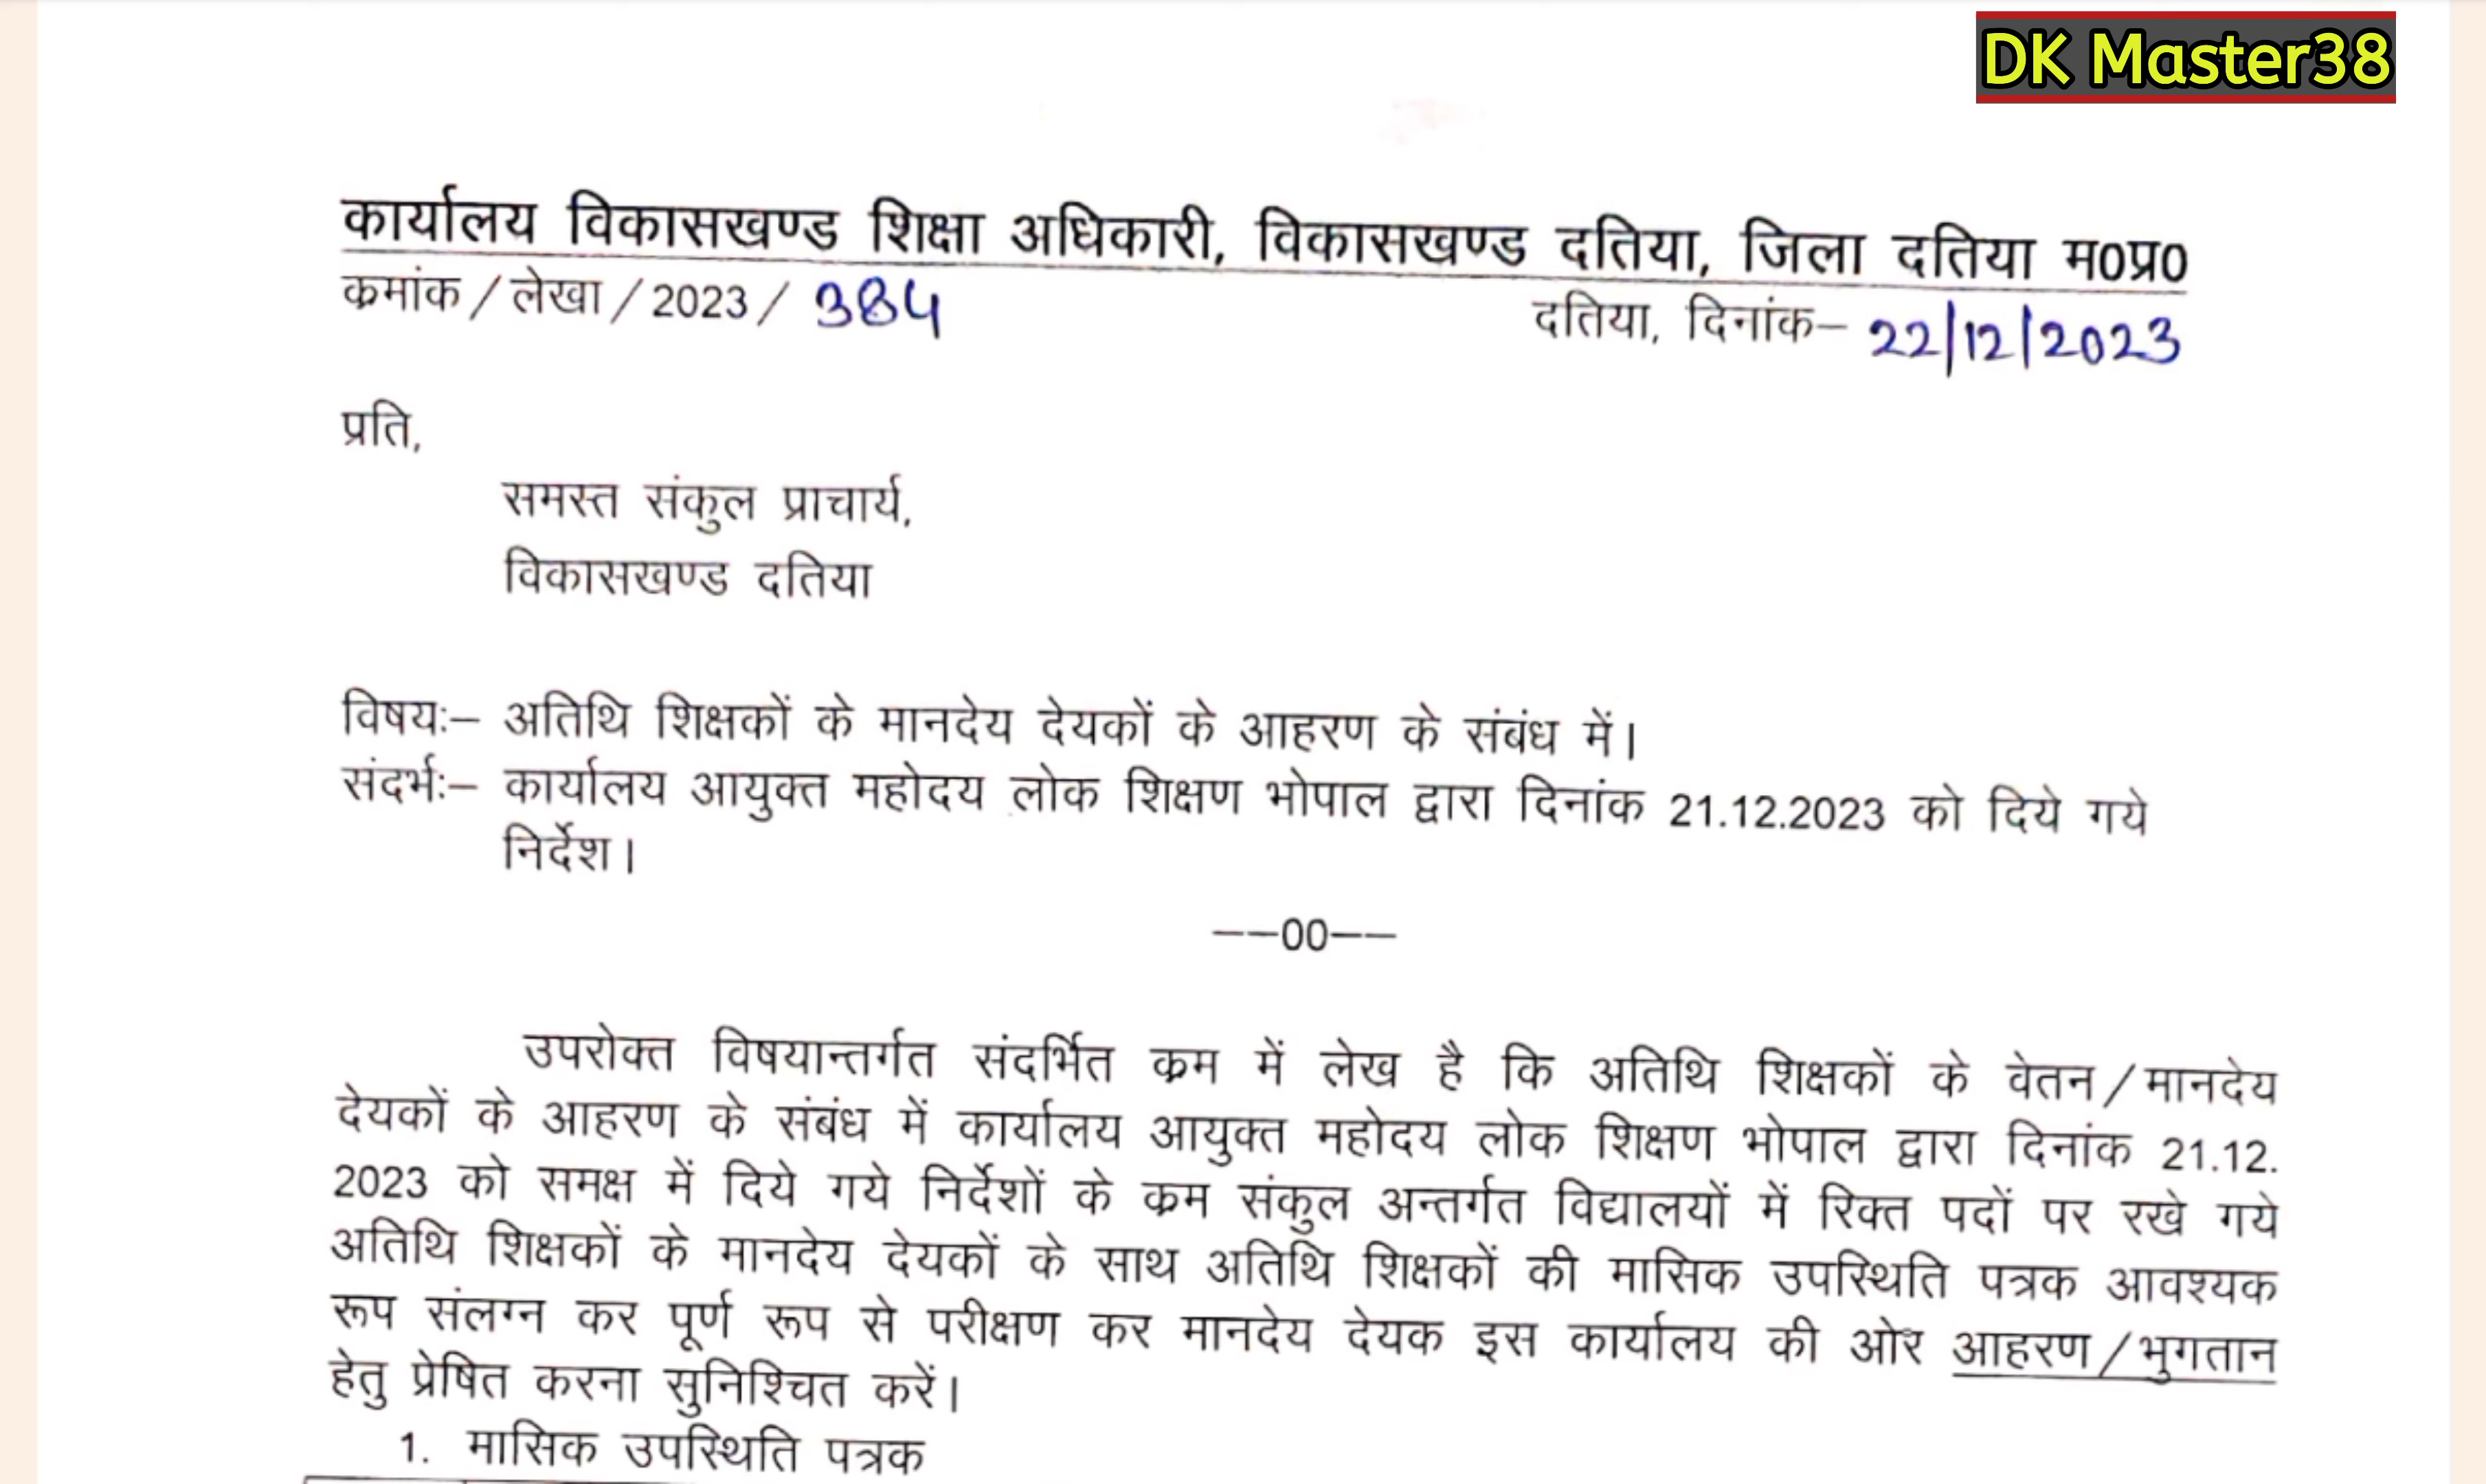 DK Master38
कार्यालय विकासखण्ड शिक्षा अधिकारी, विकासखण्ड दतिया, जिला दतिया म0प्र0
क्रमांक / लेखा / 2023 / 384
दतिया, दिनांक– 22/12/2023
प्रति,
समस्त संकुल प्राचार्य,
विकासखण्ड दतिया
विषयः– अतिथि शिक्षकों के मानदेय देयकों के आहरण के संबंध में।
संदर्भः– कार्यालय आयुक्त महोदय लोक शिक्षण भोपाल द्वारा दिनांक 21.12.2023 को दिये गये
निर्देश।
––00––
उपरोक्त विषयान्तर्गत संदर्भित क्रम में लेख है कि अतिथि शिक्षकों के वेतन/मानदेय
देयकों के आहरण के संबंध में कार्यालय आयुक्त महोदय लोक शिक्षण भोपाल द्वारा दिनांक 21.12.
2023 को समक्ष में दिये गये निर्देशों के क्रम संकुल अन्तर्गत विद्यालयों में रिक्त पदों पर रखे गये
अतिथि शिक्षकों के मानदेय देयकों के साथ अतिथि शिक्षकों की मासिक उपस्थिति पत्रक आवश्यक
रूप संलग्न कर पूर्ण रूप से परीक्षण कर मानदेय देयक इस कार्यालय की ओर आहरण/भुगतान
हेतु प्रेषित करना सुनिश्चित करें।
1. मासिक उपस्थिति पत्रक